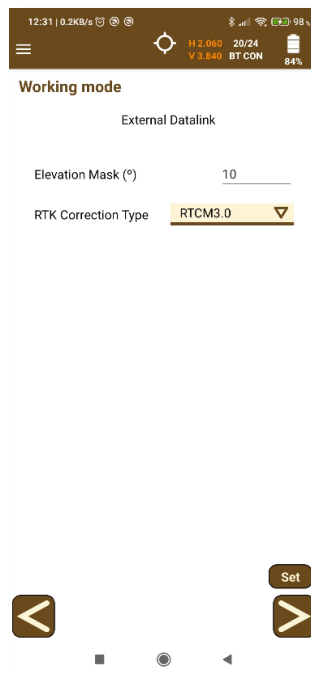 12:31 | 0.2KB/s
98
H 2.060 20/24
V 3.840 BT CON
84%
Working mode
External Datalink
Elevation Mask (º) 10
RTK Correction Type RTCM3.0
Set